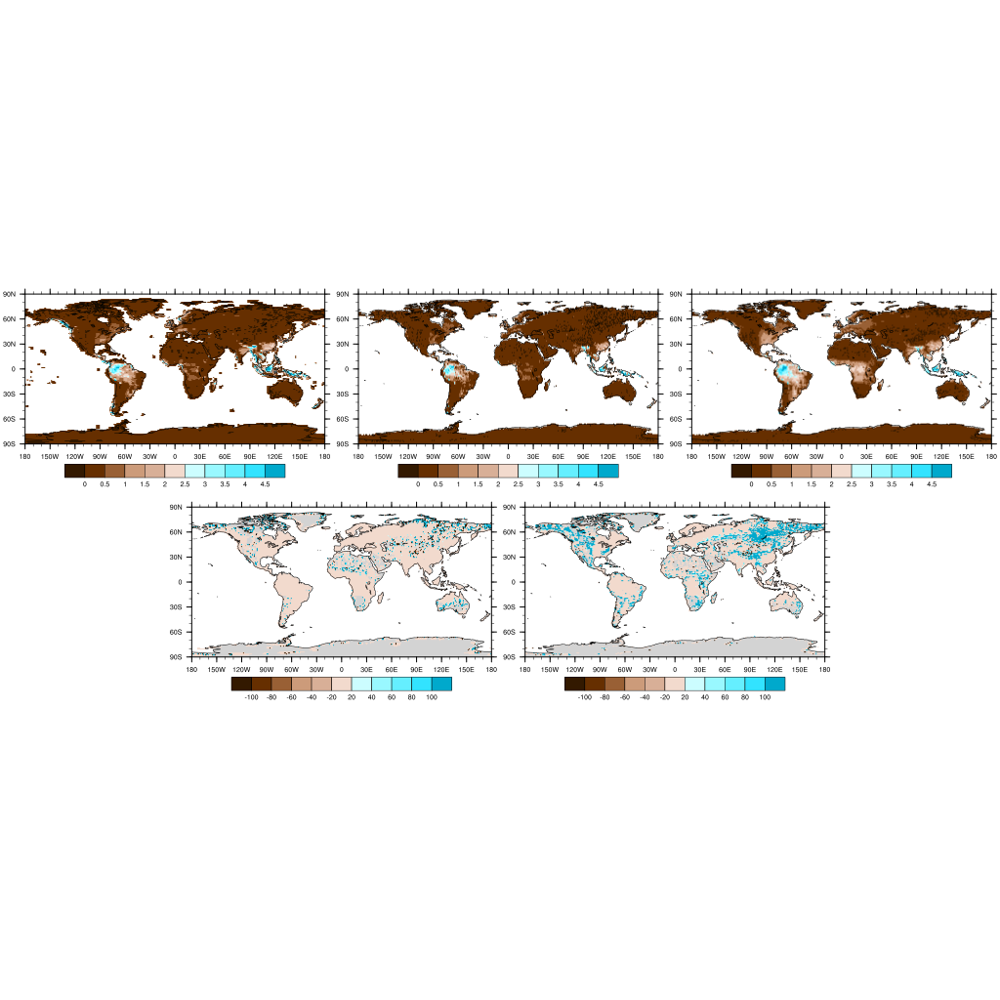 90N 90N 90N
60N 60N 60N
30N 30N 30N
0 0 0
30S 30S 30S
60S 60S 60S
90S 90S 90S
180 150W 120W 90W 60W 30W 0 30E 60E 90E 120E 150E 180 180 150W 120W 90W 60W 30W 0 30E 60E 90E 120E 150E 180 180 150W 120W 90W 60W 30W 0 30E 60E 90E 120E 150E 180
0 0.5 1 1.5 2 2.5 3 3.5 4 4.5 0 0.5 1 1.5 2 2.5 3 3.5 4 4.5 0 0.5 1 1.5 2 2.5 3 3.5 4 4.5
90N 90N
60N 60N
30N 30N
0 0
30S 30S
60S 60S
90S 90S
180 150W 120W 90W 60W 30W 0 30E 60E 90E 120E 150E 180 180 150W 120W 90W 60W 30W 0 30E 60E 90E 120E 150E 180
-100 -80 -60 -40 -20 20 40 60 80 100 -100 -80 -60 -40 -20 20 40 60 80 100